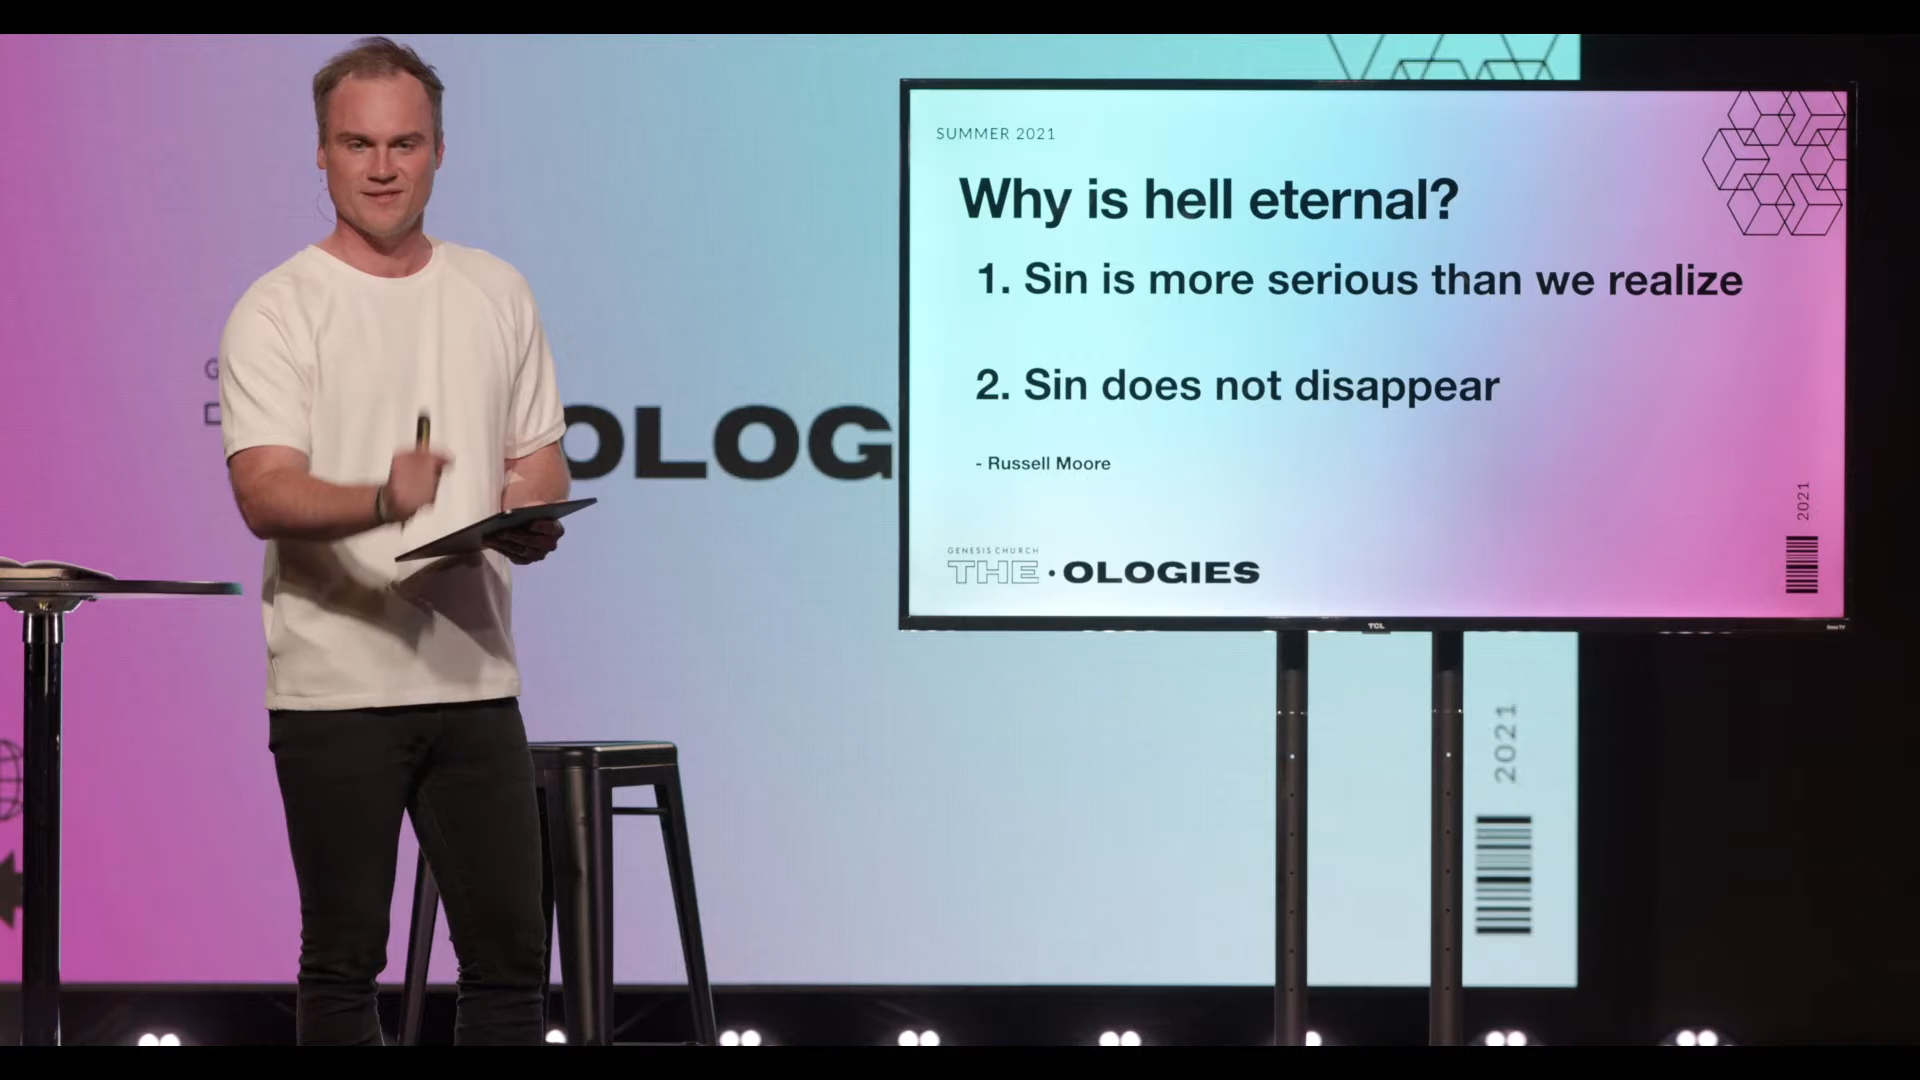 SUMMER 2021
Why is hell eternal?
1. Sin is more serious than we realize
2. Sin does not disappear
- Russell Moore
2021
GENESIS CHURCH
THE • OLOGIES
TCL
OLOG
2021